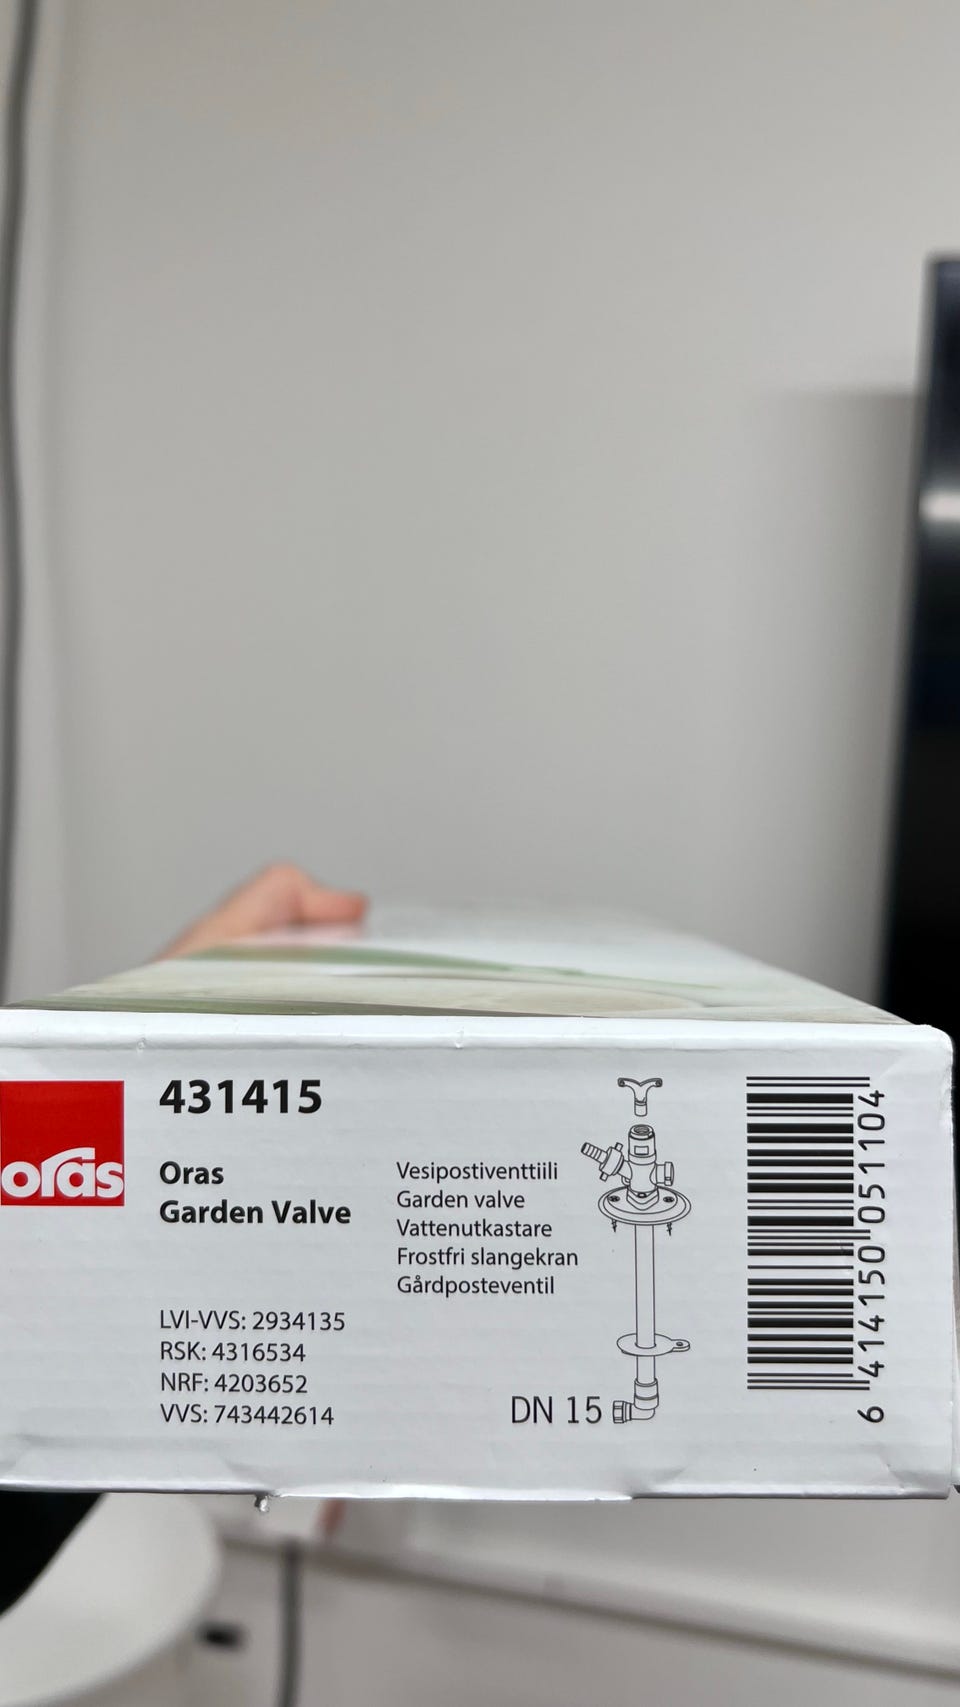 oras
431415
Oras
Garden Valve
LVI-VVS: 2934135
RSK: 4316534
NRF: 4203652
VVS: 743442614
Vesipostiventtiili
Garden valve
Vattenutkastare
Frostfri slangekran
Gårdposteventil
DN 15
6 414150 051104